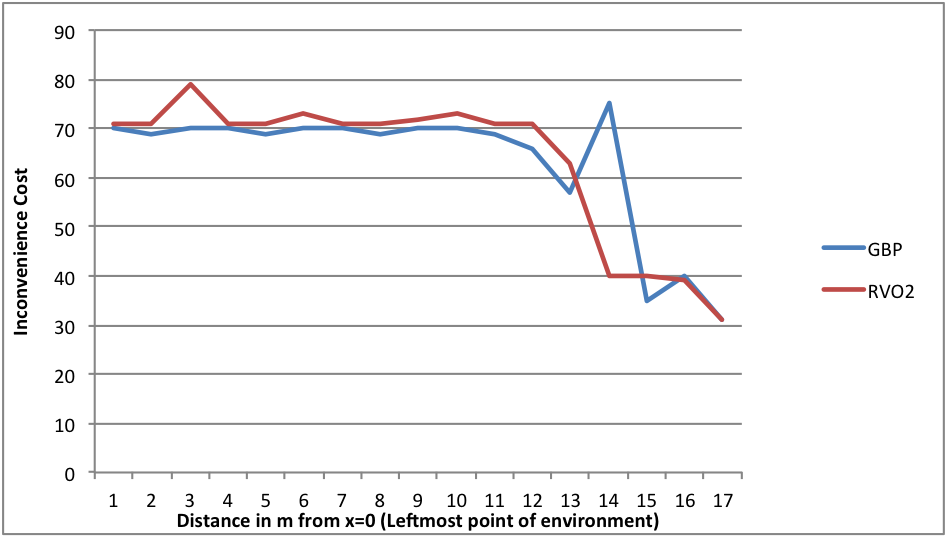 90
80
70
60
50
40
30
20
10
0
Inconvenience Cost
1 2 3 4 5 6 7 8 9 10 11 12 13 14 15 16 17
Distance in m from x=0 (Leftmost point of environment)
GBP
RVO2